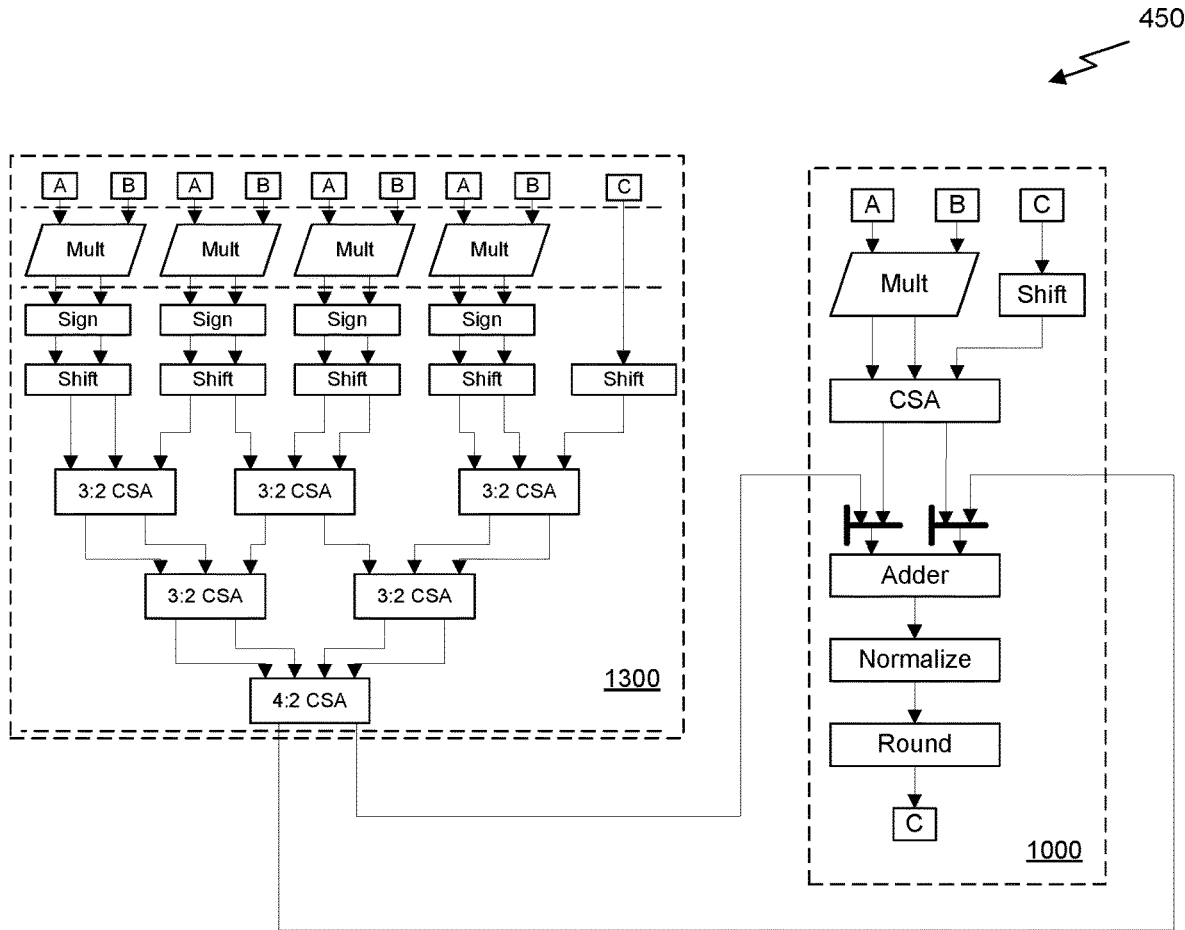 450
A B A B A B A B C
Mult Mult Mult Mult
Sign Sign Sign Sign
Shift Shift Shift Shift Shift
3:2 CSA 3:2 CSA 3:2 CSA
3:2 CSA 3:2 CSA
4:2 CSA
1300
A B C
Mult Shift
CSA
Adder
Normalize
Round
C
1000